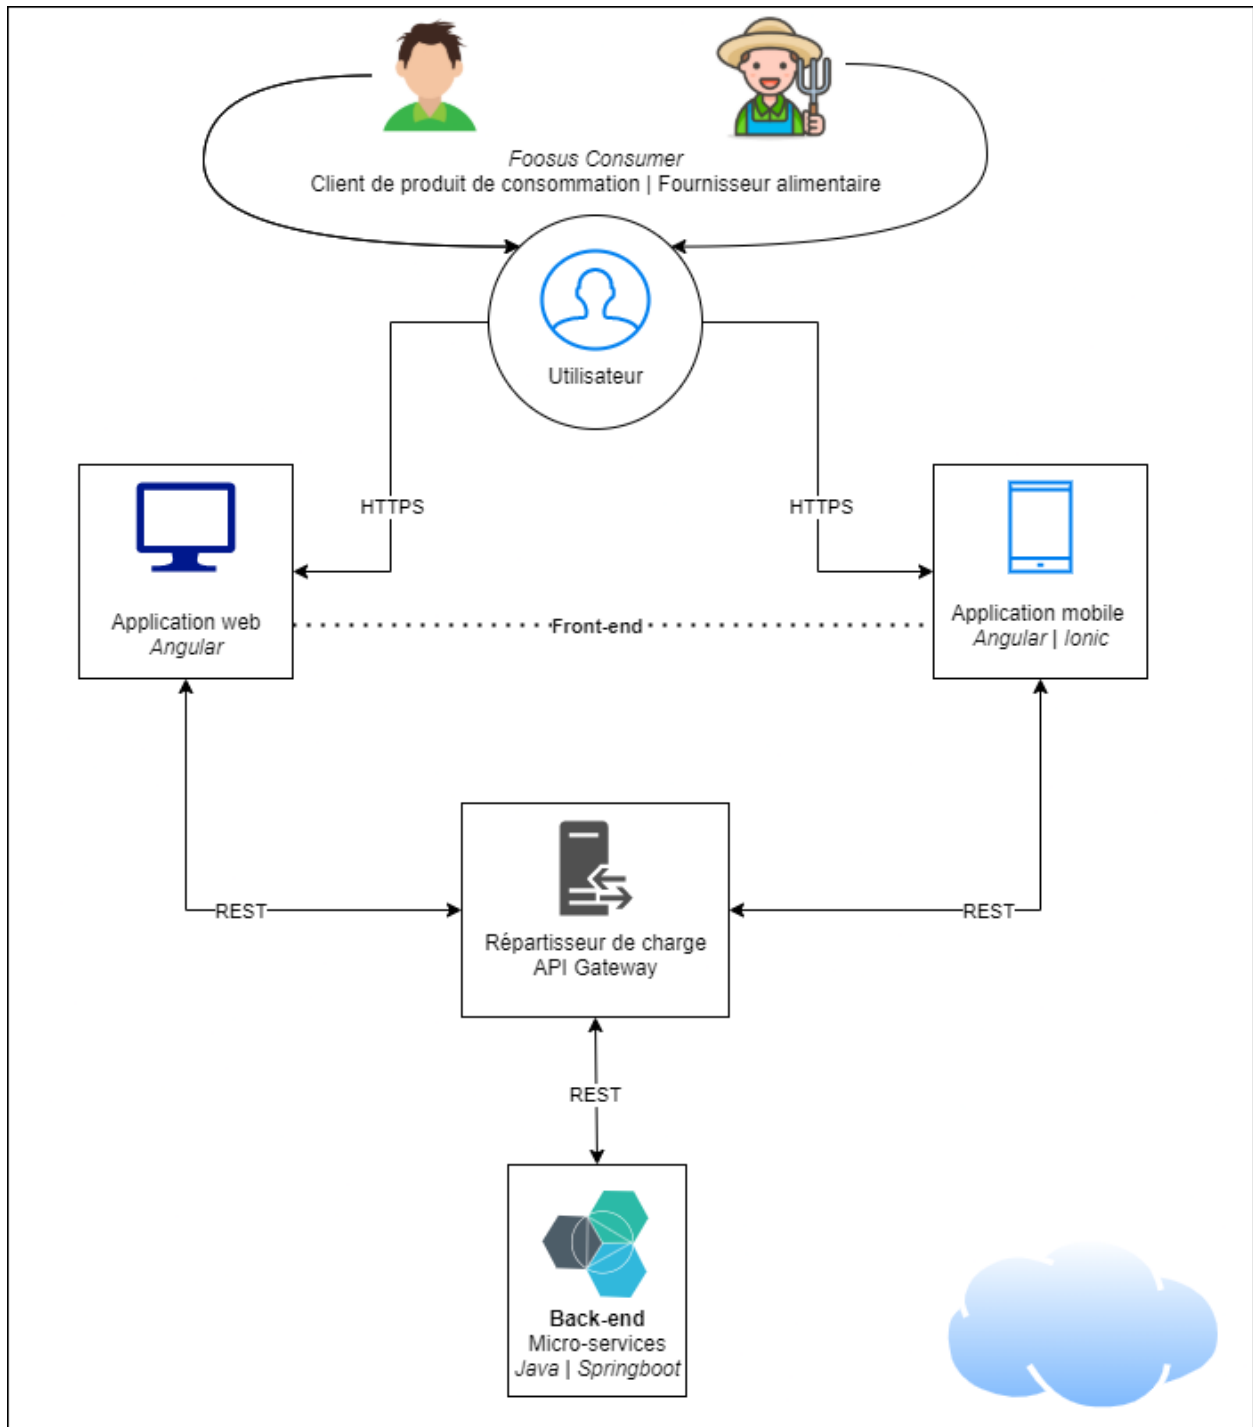 Foosus Consumer
Client de produit de consommation | Fournisseur alimentaire
Utilisateur
HTTPS
HTTPS
Application web
Angular
Front-end
Application mobile
Angular | Ionic
REST
REST
Répartisseur de charge
API Gateway
REST
Back-end
Micro-services
Java | Springboot